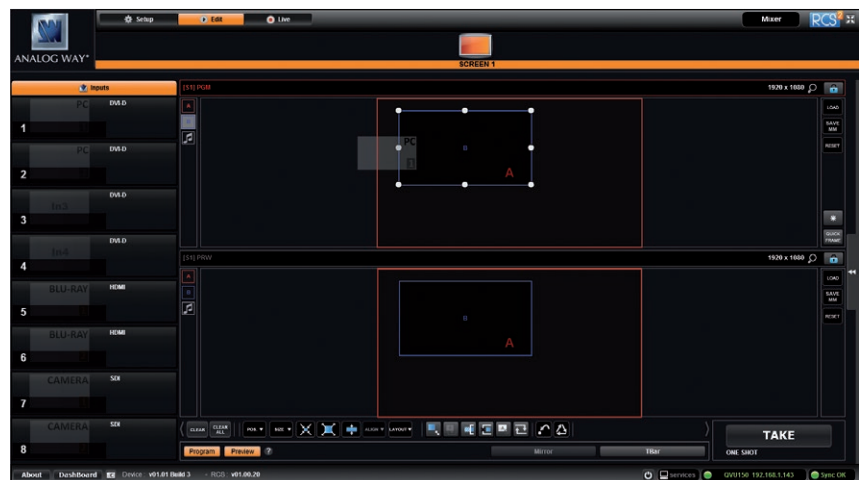 Setup
Edit
Live
Mixer
RCS²
ANALOG WAY®
SCREEN 1
Inputs
PC DVI-D
1
PC DVI-D
2
In3 DVI-D
3
In4 DVI-D
4
BLU-RAY HDMI
5
BLU-RAY HDMI
6
CAMERA SDI
7
CAMERA SDI
8
[S1] PGM
1920 x 1080
A
B
PC
1
B
A
LOAD
SAVE MM
RESET
QUICK FRAME
[S1] PRW
1920 x 1080
A
B
B
A
LOAD
SAVE MM
RESET
CLEAR
CLEAR ALL
POS
SIZE
ALIGN
LAYOUT
TAKE
Program
Preview
Mirror
TBar
ONE SHOT
About
DashBoard
Device v01.01 Build 3 - RCS: v01.00.20
services
GVU150 192.168.1.143
Sync OK